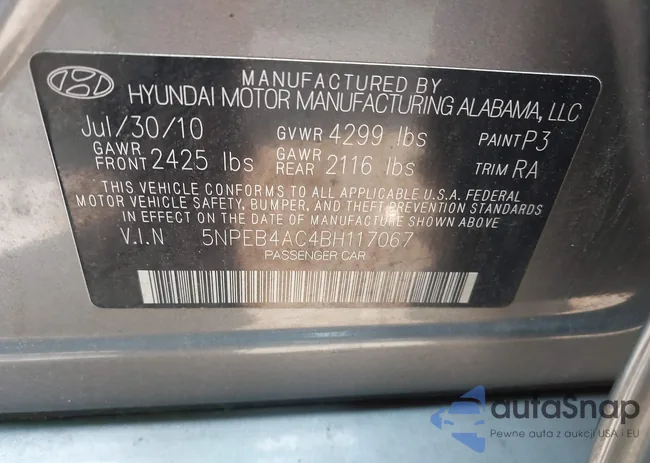 MANUFACTURED BY
HYUNDAI MOTOR MANUFACTURING ALABAMA, LLC
Jul/30/10 GVWR 4299 lbs PAINT P3
GAWR FRONT 2425 lbs GAWR REAR 2116 lbs TRIM RA
THIS VEHICLE CONFORMS TO ALL APPLICABLE U.S.A. FEDERAL
MOTOR VEHICLE SAFETY, BUMPER, AND THEFT PREVENTION STANDARDS
IN EFFECT ON THE DATE OF MANUFACTURE SHOWN ABOVE
V.I.N 5NPEB4AC4BH117067
PASSENGER CAR
autaSnap
Pewne auta z aukcji USA i EU